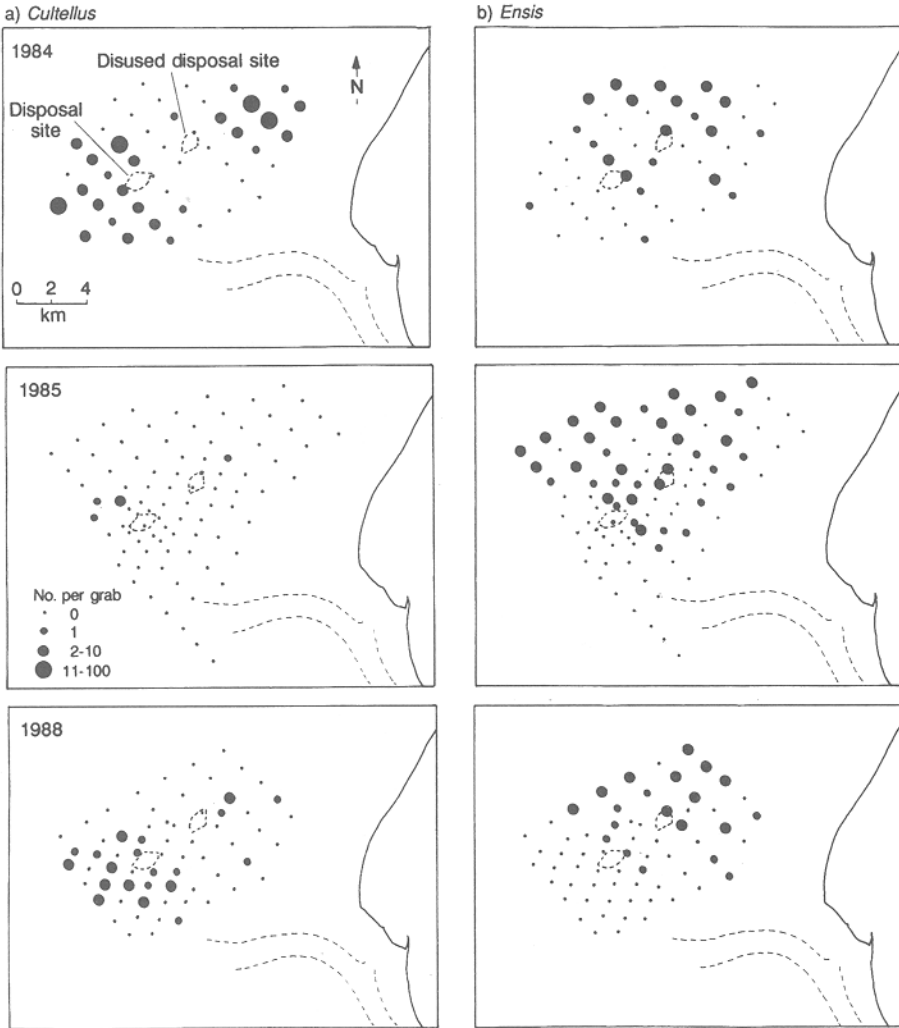 a) Cultellus
b) Ensis
1984
Disused disposal site
Disposal
site
N
0 2 4
km
1985
No. per grab
0
1
2-10
11-100
1988